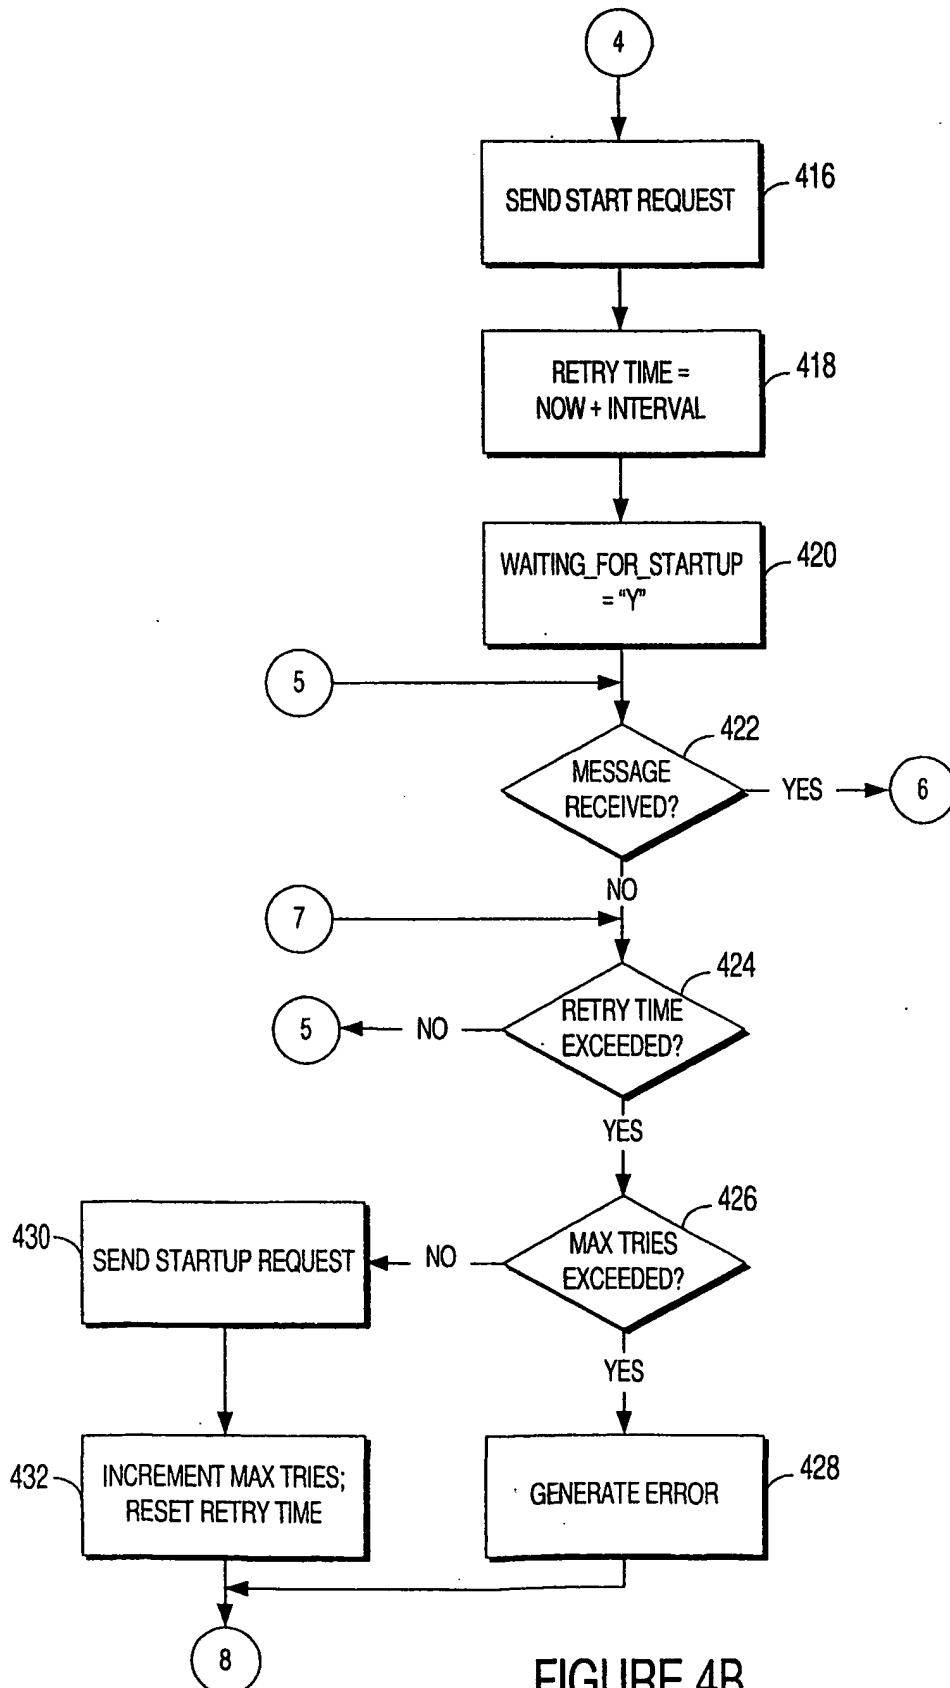 4
SEND START REQUEST
416
RETRY TIME =
NOW + INTERVAL
418
WAITING_FOR_STARTUP
= “Y”
420
5
422
MESSAGE
RECEIVED?
YES
6
NO
7
424
RETRY TIME
EXCEEDED?
NO
5
YES
426
MAX TRIES
EXCEEDED?
NO
430
SEND STARTUP REQUEST
YES
432
INCREMENT MAX TRIES;
RESET RETRY TIME
GENERATE ERROR
428
8
FIGURE 4B